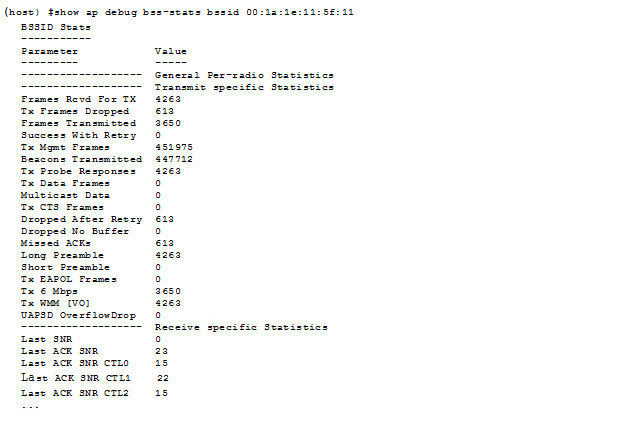 (host) #show ap debug bss-stats bssid 00:1a:1e:11:5f:11
BSSID Stats
-----------
Parameter Value
--------- -----
------------------- General Per-radio Statistics
------------------- Transmit specific Statistics
Frames Rcvd For TX 4263
Tx Frames Dropped 613
Frames Transmitted 3650
Success With Retry 0
Tx Mgmt Frames 451975
Beacons Transmitted 447712
Tx Probe Responses 4263
Tx Data Frames 0
Multicast Data 0
Tx CTS Frames 0
Dropped After Retry 613
Dropped No Buffer 0
Missed ACKs 613
Long Preamble 4263
Short Preamble 0
Tx EAPOL Frames 0
Tx 6 Mbps 3650
Tx WMM [VO] 4263
UAPSD OverflowDrop 0
------------------- Receive specific Statistics
Last SNR 0
Last ACK SNR 23
Last ACK SNR CTL0 15
Last ACK SNR CTL1 22
Last ACK SNR CTL2 15
...